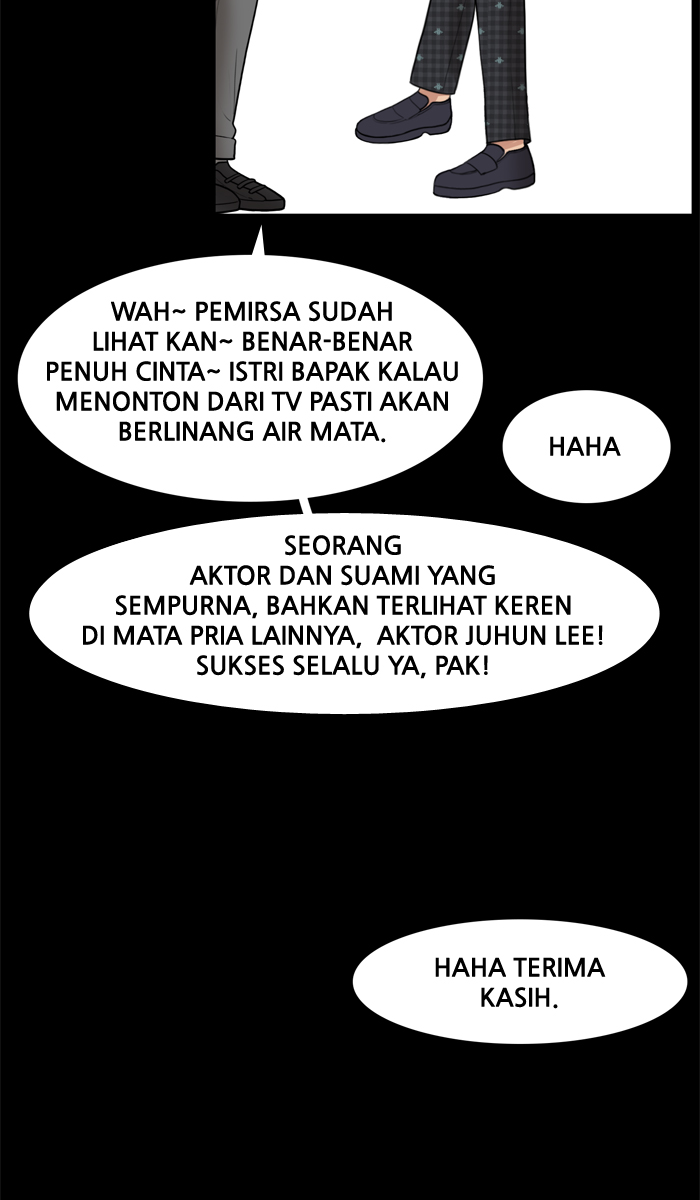 WAH~ PEMIRSA SUDAH
LIHAT KAN~ BENAR-BENAR
PENUH CINTA~ ISTRI BAPAK KALAU
MENONTON DARI TV PASTI AKAN
BERLINANG AIR MATA.
HAHA
SEORANG
AKTOR DAN SUAMI YANG
SEMPURNA, BAHKAN TERLIHAT KEREN
DI MATA PRIA LAINNYA, AKTOR JUHUN LEE!
SUKSES SELALU YA, PAK!
HAHA TERIMA
KASIH.